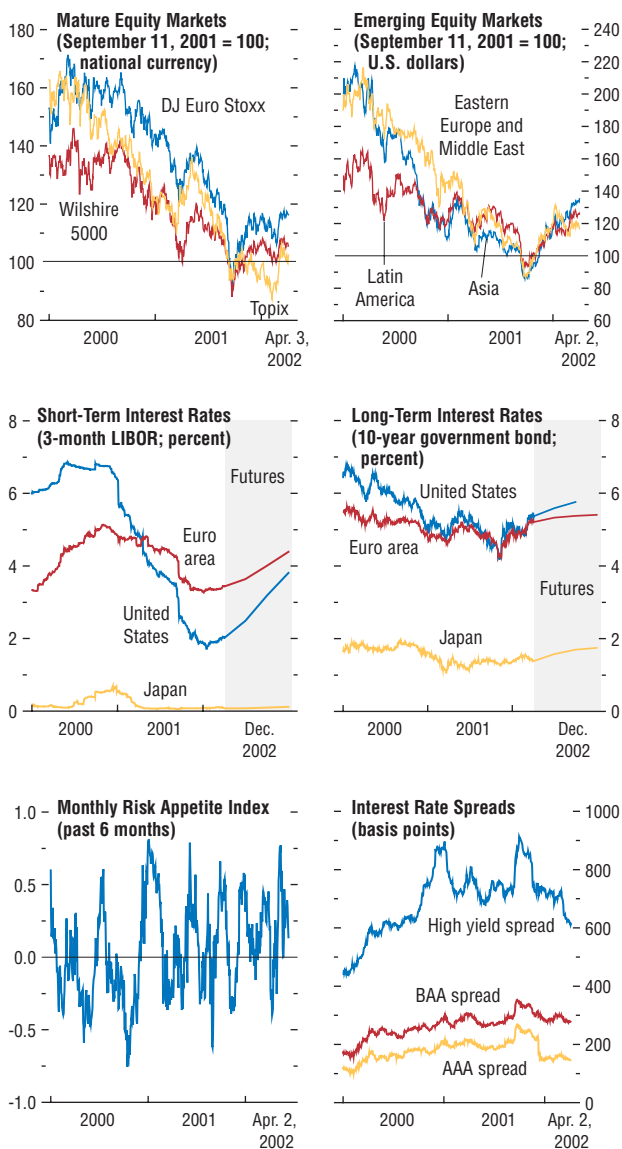 Mature Equity Markets
(September 11, 2001 = 100;
national currency)
180
160
140
120
100
80
DJ Euro Stoxx
Wilshire
5000
Topix
2000
2001
Apr. 3,
2002
Emerging Equity Markets
(September 11, 2001 = 100;
U.S. dollars)
240
220
200
180
160
140
120
100
80
60
Eastern
Europe and
Middle East
Latin
America
Asia
2000
2001
Apr. 2,
2002
Short-Term Interest Rates
(3-month LIBOR; percent)
8
6
4
2
0
Futures
Euro
area
United
States
Japan
2000
2001
Dec.
2002
Long-Term Interest Rates
(10-year government bond;
percent)
8
6
4
2
0
United States
Euro area
Futures
Japan
2000
2001
Dec.
2002
Monthly Risk Appetite Index
(past 6 months)
1.0
0.5
0.0
-0.5
-1.0
2000
2001
Apr. 2,
2002
Interest Rate Spreads
(basis points)
1000
800
600
400
200
0
High yield spread
BAA spread
AAA spread
2000
2001
Apr. 2,
2002